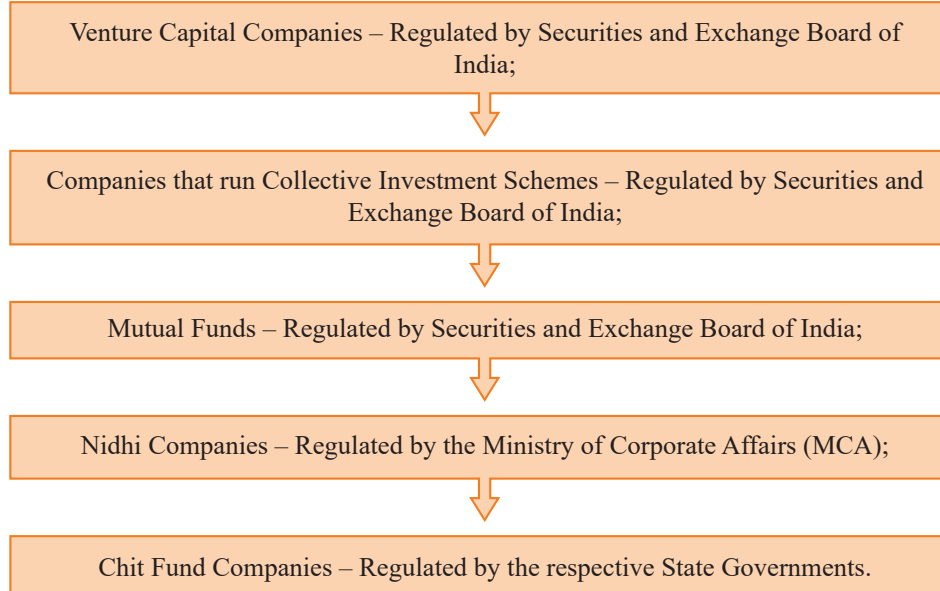 Venture Capital Companies – Regulated by Securities and Exchange Board of
India;
Companies that run Collective Investment Schemes – Regulated by Securities and
Exchange Board of India;
Mutual Funds – Regulated by Securities and Exchange Board of India;
Nidhi Companies – Regulated by the Ministry of Corporate Affairs (MCA);
Chit Fund Companies – Regulated by the respective State Governments.